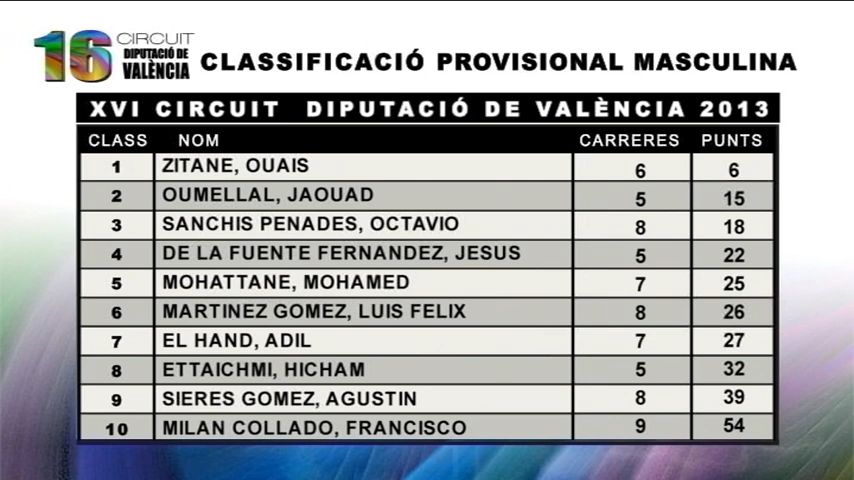 16 CIRCUIT
DIPUTACIÓ DE
VALÈNCIA
CLASSIFICACIÓ PROVISIONAL MASCULINA
XVI CIRCUIT DIPUTACIÓ DE VALÈNCIA 2013
CLASS NOM CARRERES PUNTS
1 ZITANE, OUAIS 6 6
2 OUMELLAL, JAOUAD 5 15
3 SANCHIS PENADES, OCTAVIO 8 18
4 DE LA FUENTE FERNANDEZ, JESUS 5 22
5 MOHATTANE, MOHAMED 7 25
6 MARTINEZ GOMEZ, LUIS FELIX 8 26
7 EL HAND, ADIL 7 27
8 ETTAICHMI, HICHAM 5 32
9 SIERES GOMEZ, AGUSTIN 8 39
10 MILAN COLLADO, FRANCISCO 9 54